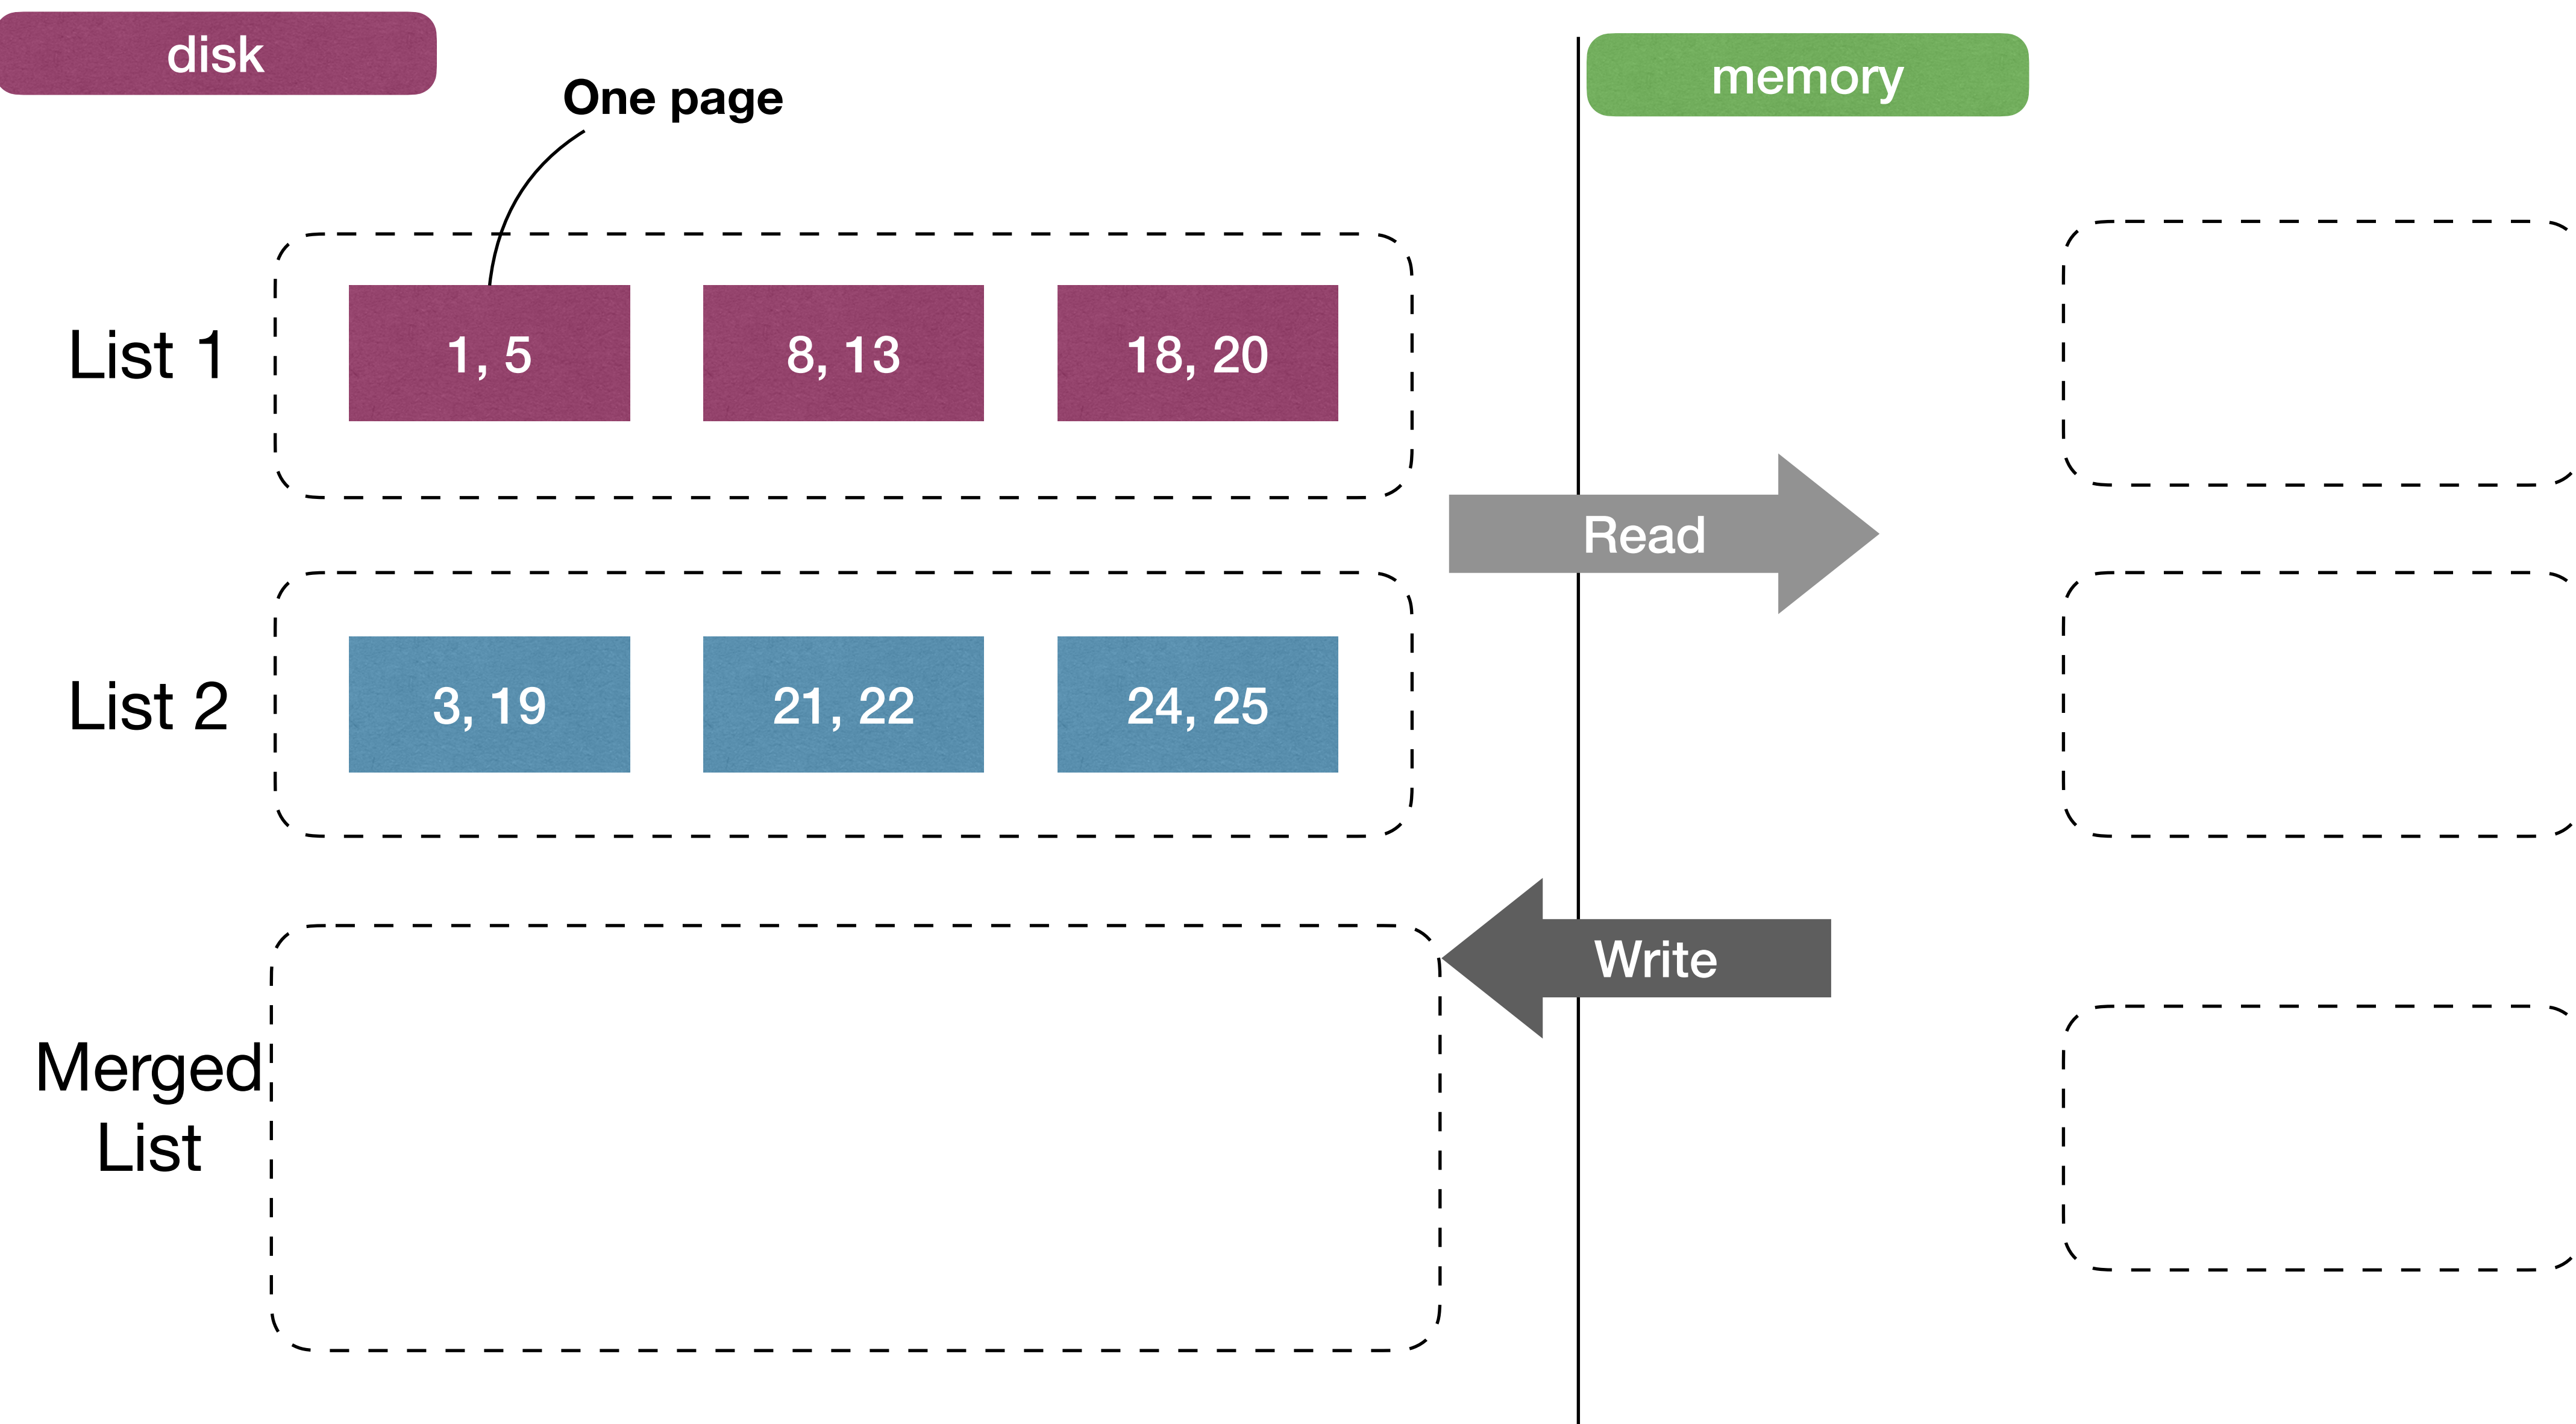 disk
memory
One page
List 1
1, 5
8, 13
18, 20
Read
List 2
3, 19
21, 22
24, 25
Write
Merged
List